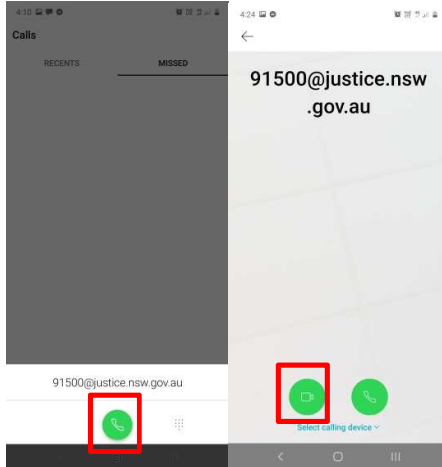 4:10
Calls
RECENTS MISSED
91500@justice.nsw.gov.au
4:24
91500@justice.nsw
.gov.au
Select calling device